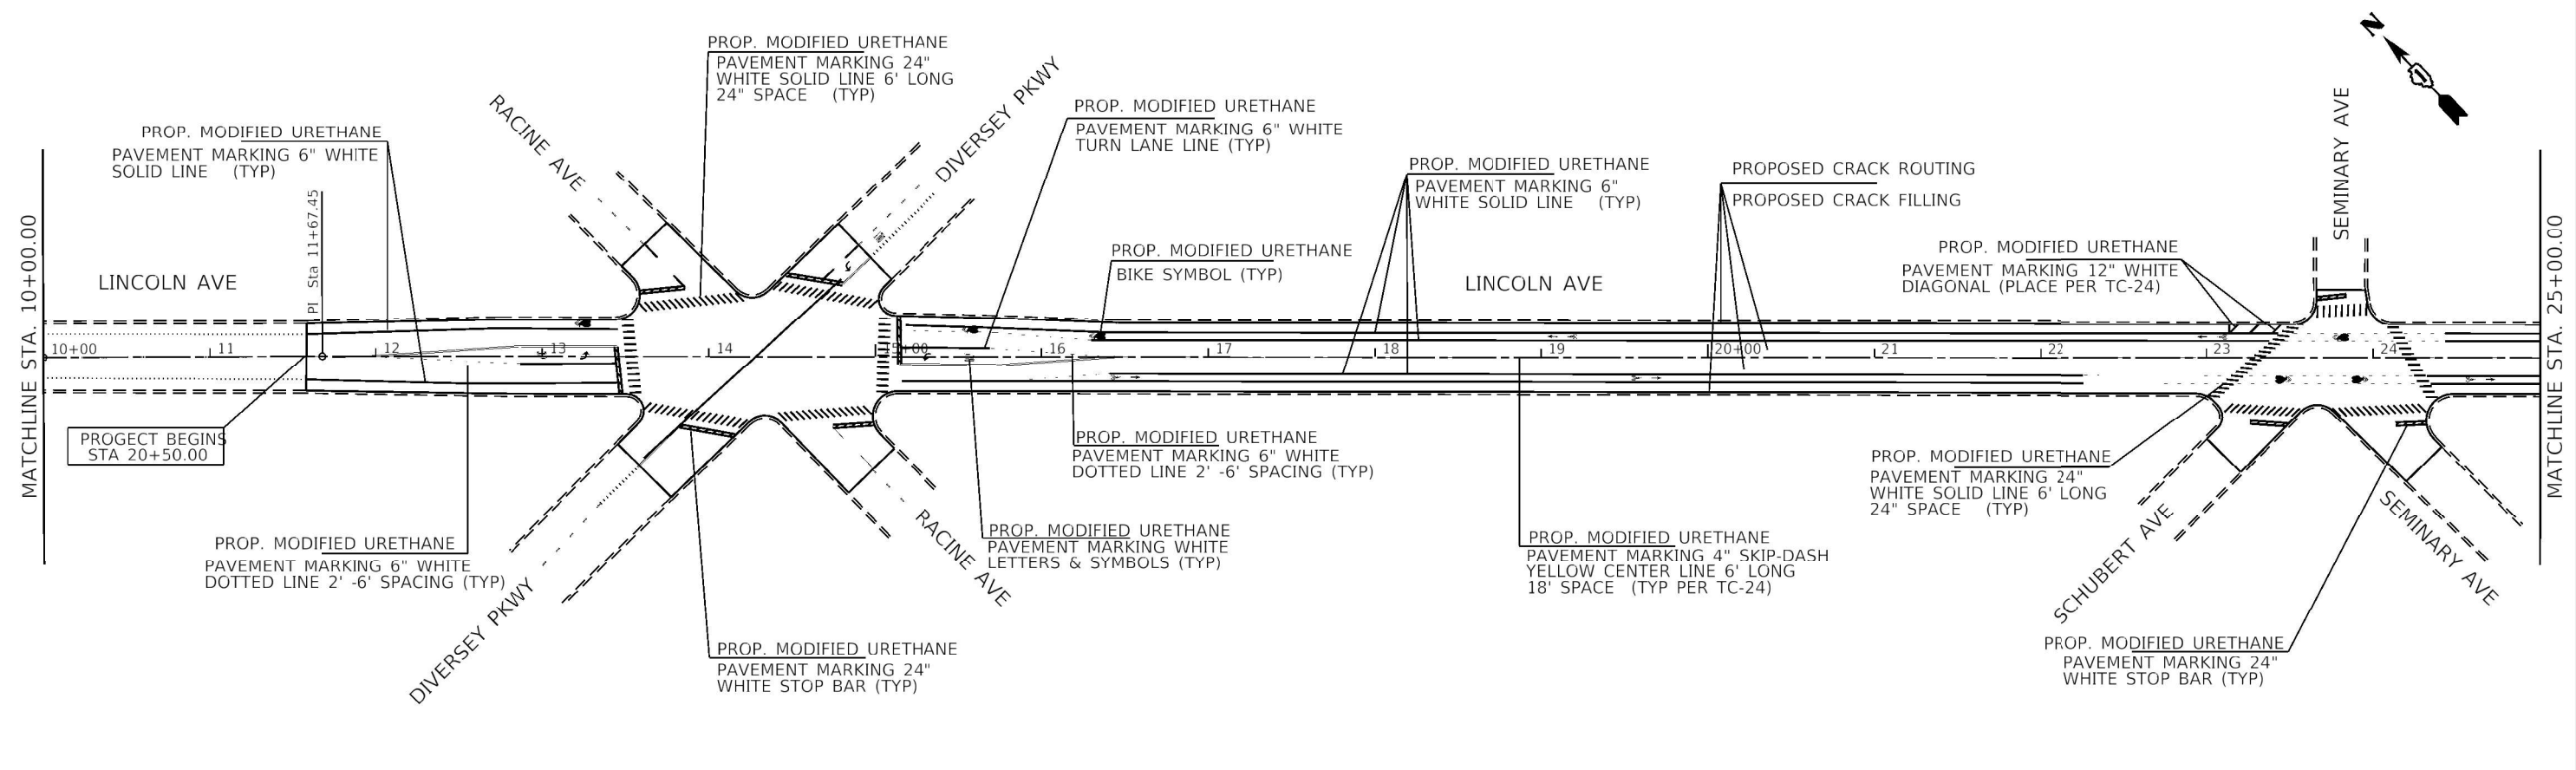 N
PROP. MODIFIED URETHANE
PAVEMENT MARKING 24"
WHITE SOLID LINE 6' LONG
24" SPACE (TYP)
DIVERSEY PKWY
RACINE AVE
PROP. MODIFIED URETHANE
PAVEMENT MARKING 6" WHITE
SOLID LINE (TYP)
PROP. MODIFIED URETHANE
PAVEMENT MARKING 6" WHITE
TURN LANE LINE (TYP)
PROP. MODIFIED URETHANE
PAVEMENT MARKING 6"
WHITE SOLID LINE (TYP)
PROPOSED CRACK ROUTING
PROPOSED CRACK FILLING
SEMINARY AVE
PROP. MODIFIED URETHANE
BIKE SYMBOL (TYP)
PROP. MODIFIED URETHANE
PAVEMENT MARKING 12" WHITE
DIAGONAL (PLACE PER TC-24)
MATCHLINE STA. 10+00.00
LINCOLN AVE
PI Sta 11+67.45
LINCOLN AVE
MATCHLINE STA. 25+00.00
10+00
11
12
13
14
15+00
16
17
18
19
20+00
21
22
23
24
PROGECT BEGINS
STA 20+50.00
PROP. MODIFIED URETHANE
PAVEMENT MARKING 6" WHITE
DOTTED LINE 2' -6' SPACING (TYP)
PROP. MODIFIED URETHANE
PAVEMENT MARKING 24"
WHITE SOLID LINE 6' LONG
24" SPACE (TYP)
PROP. MODIFIED URETHANE
PAVEMENT MARKING 6" WHITE
DOTTED LINE 2' -6' SPACING (TYP)
DIVERSEY PKWY
RACINE AVE
PROP. MODIFIED URETHANE
PAVEMENT MARKING WHITE
LETTERS & SYMBOLS (TYP)
PROP. MODIFIED URETHANE
PAVEMENT MARKING 4" SKIP-DASH
YELLOW CENTER LINE 6' LONG
18' SPACE (TYP PER TC-24)
SCHUBERT AVE
SEMINARY AVE
PROP. MODIFIED URETHANE
PAVEMENT MARKING 24"
WHITE STOP BAR (TYP)
PROP. MODIFIED URETHANE
PAVEMENT MARKING 24"
WHITE STOP BAR (TYP)